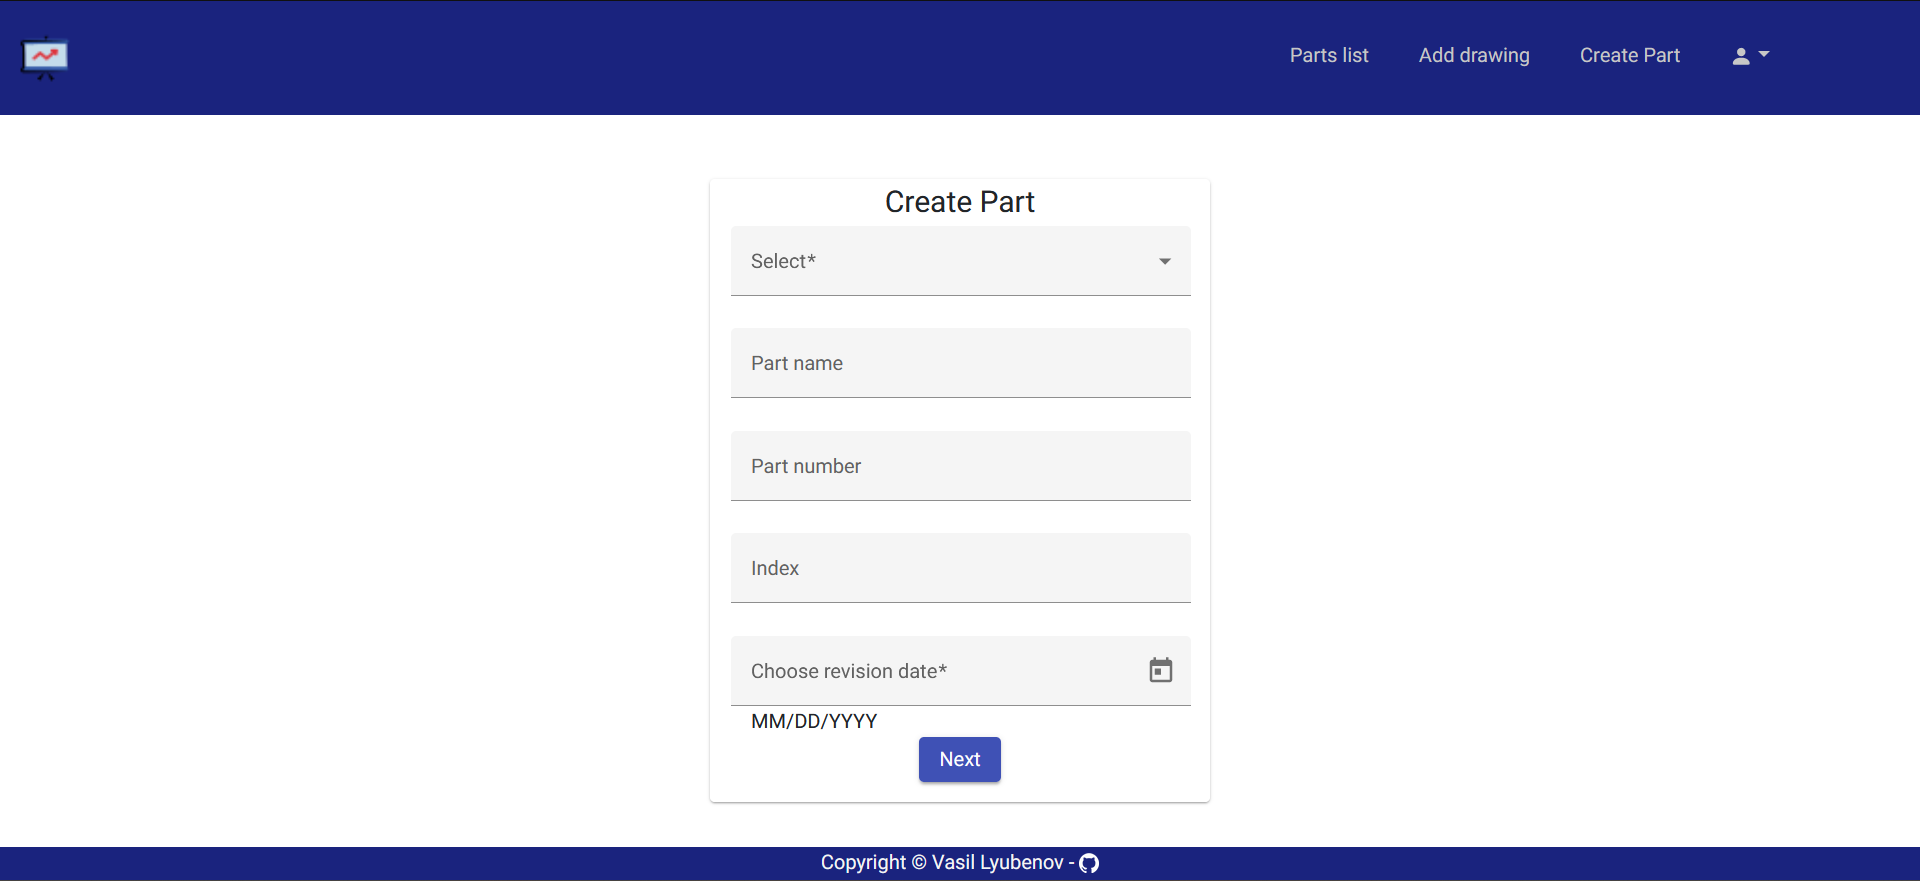 Parts list Add drawing Create Part
Create Part
Select*
Part name
Part number
Index
Choose revision date*
MM/DD/YYYY
Next
Copyright © Vasil Lyubenov -